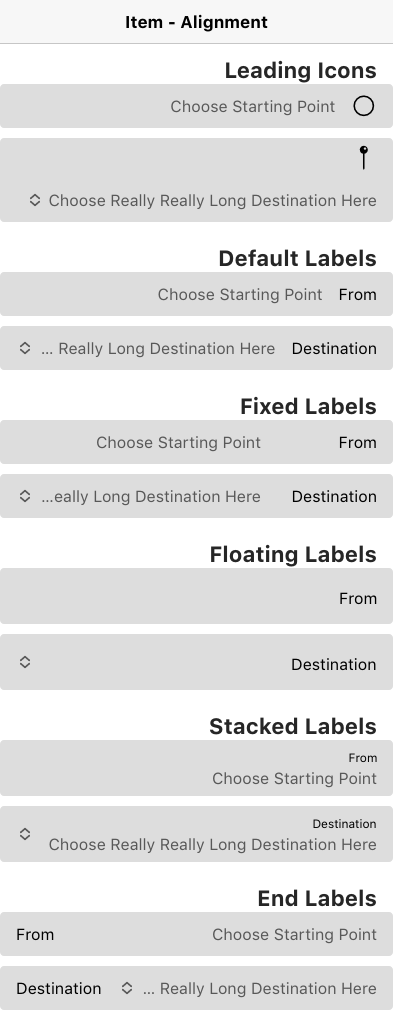 Item - Alignment
Leading Icons
Choose Starting Point
Choose Really Really Long Destination Here
Default Labels
From Choose Starting Point
Destination ... Really Long Destination Here
Fixed Labels
From Choose Starting Point
Destination ...eally Long Destination Here
Floating Labels
From
Destination
Stacked Labels
From
Choose Starting Point
Destination
Choose Really Really Long Destination Here
End Labels
Choose Starting Point From
... Really Long Destination Here Destination